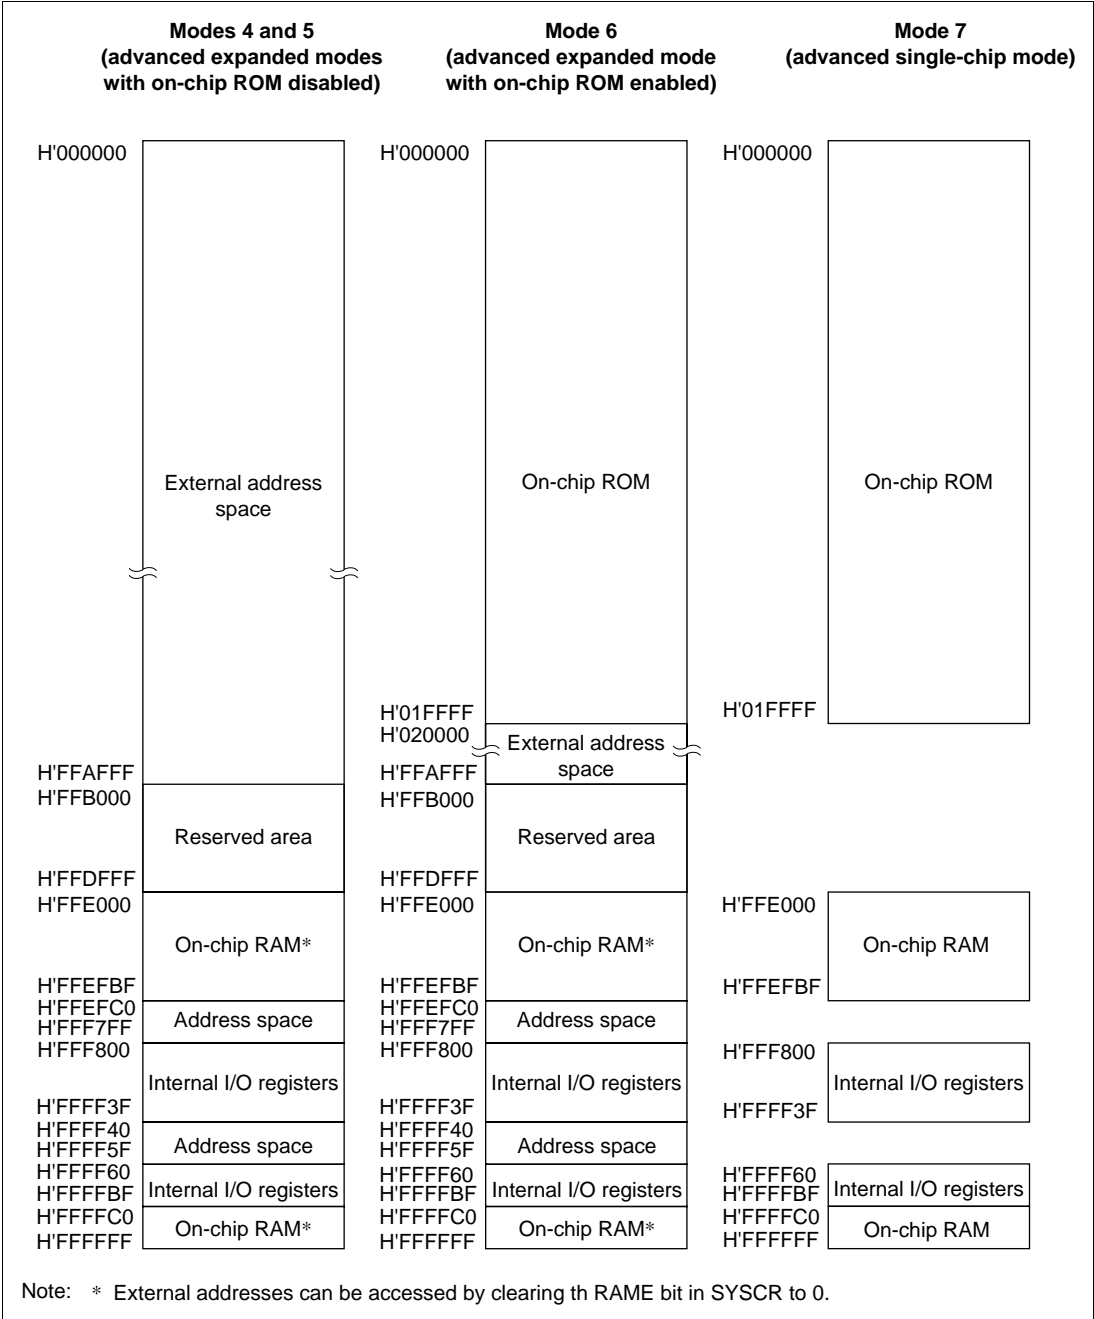 Modes 4 and 5
(advanced expanded modes
with on-chip ROM disabled)
H'000000
External address
space
H'FFAFFF
H'FFB000
Reserved area
H'FFDFFF
H'FFE000
On-chip RAM*
H'FFEFBF
H'FFEFC0
Address space
H'FFF7FF
H'FFF800
Internal I/O registers
H'FFFF3F
H'FFFF40
Address space
H'FFFF5F
H'FFFF60
Internal I/O registers
H'FFFFBF
H'FFFFC0
On-chip RAM*
H'FFFFFF
Mode 6
(advanced expanded mode
with on-chip ROM enabled)
H'000000
On-chip ROM
H'01FFFF
H'020000
External address
space
H'FFAFFF
H'FFB000
Reserved area
H'FFDFFF
H'FFE000
On-chip RAM*
H'FFEFBF
H'FFEFC0
Address space
H'FFF7FF
H'FFF800
Internal I/O registers
H'FFFF3F
H'FFFF40
Address space
H'FFFF5F
H'FFFF60
Internal I/O registers
H'FFFFBF
H'FFFFC0
On-chip RAM*
H'FFFFFF
Mode 7
(advanced single-chip mode)
H'000000
On-chip ROM
H'01FFFF
H'FFE000
On-chip RAM
H'FFEFBF
H'FFF800
Internal I/O registers
H'FFFF3F
H'FFFF60
Internal I/O registers
H'FFFFBF
H'FFFFC0
On-chip RAM
H'FFFFFF
Note: * External addresses can be accessed by clearing th RAME bit in SYSCR to 0.